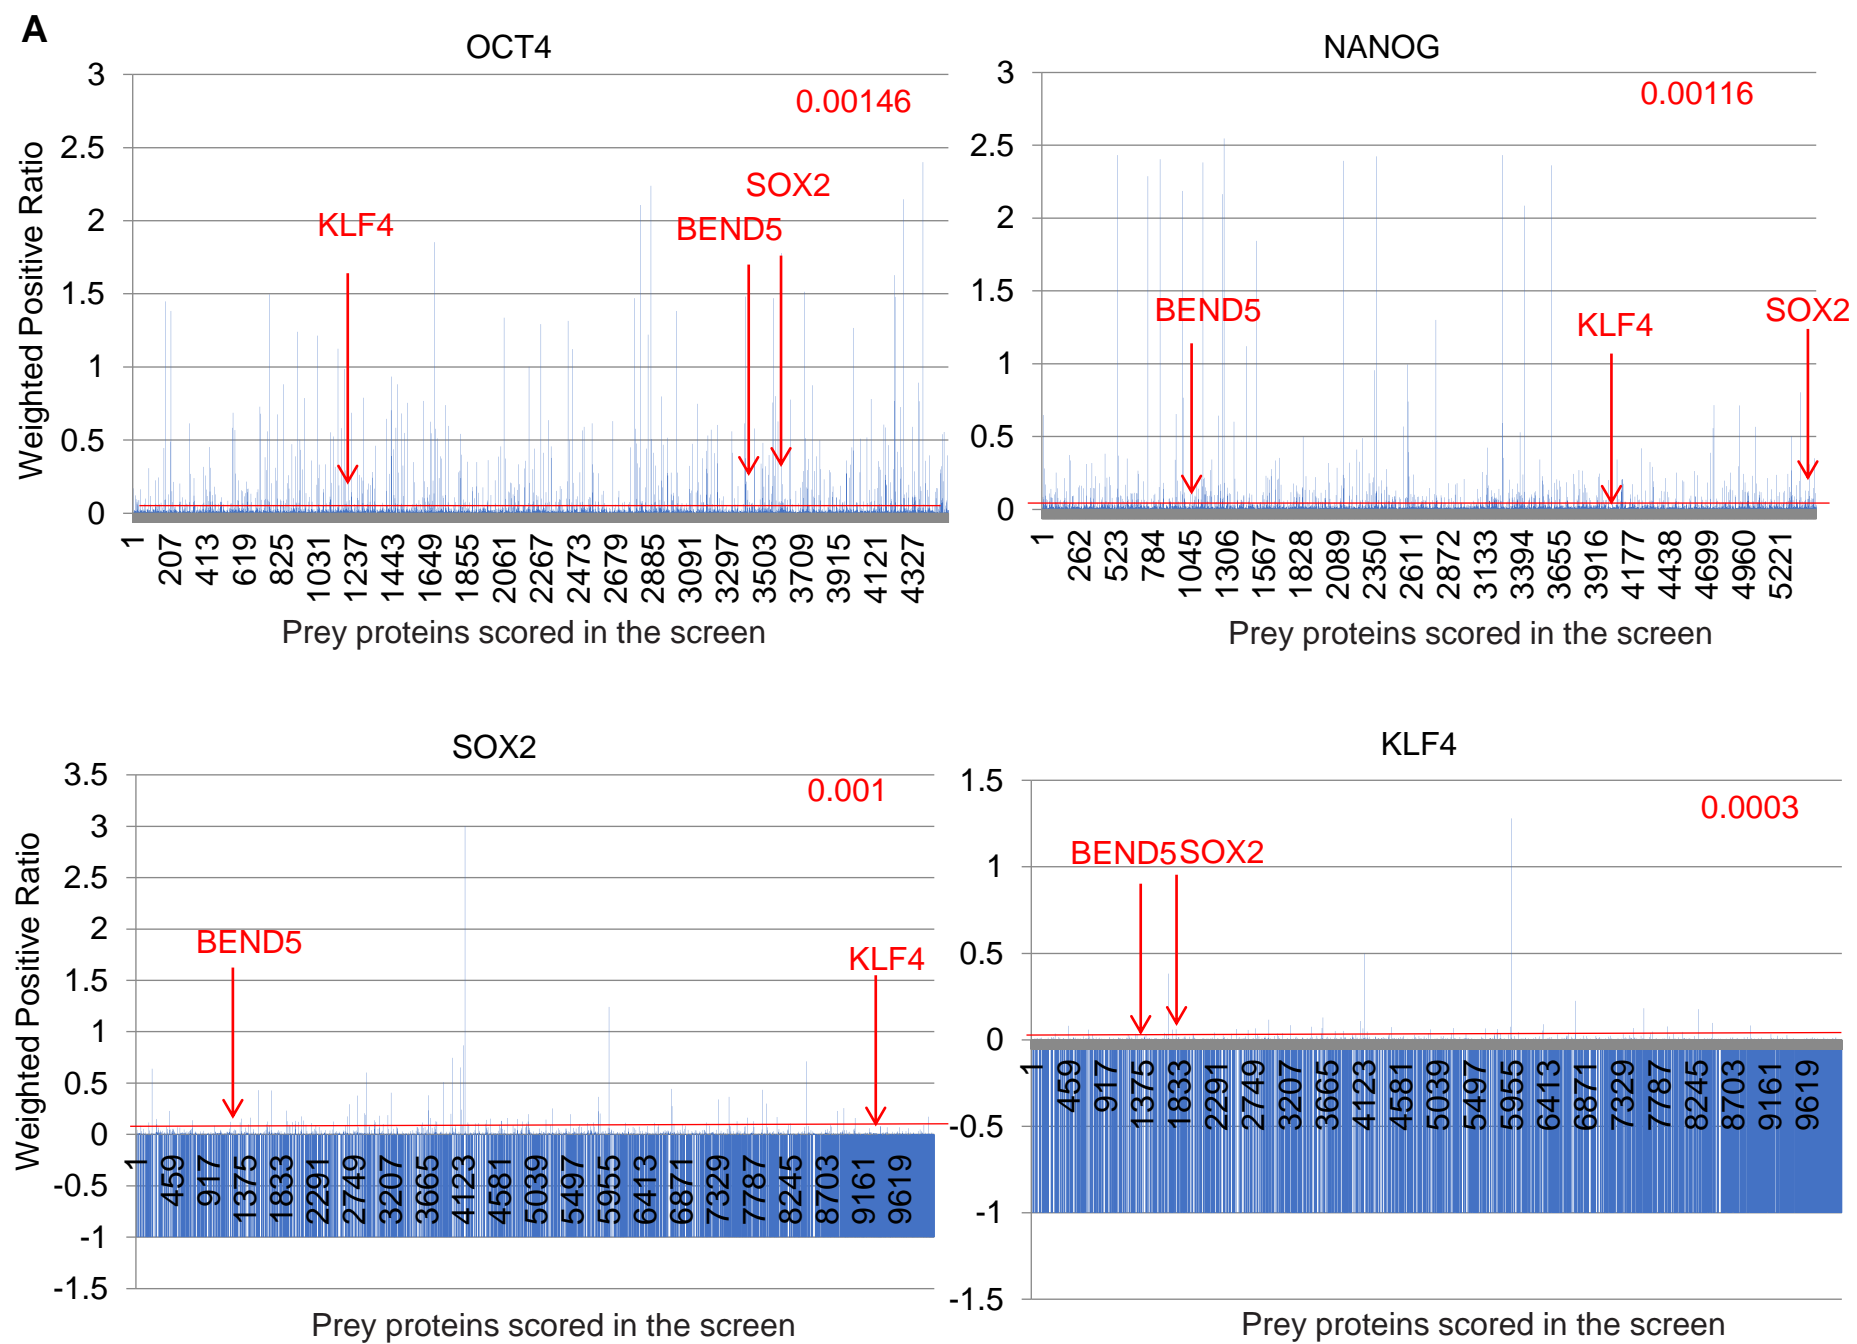 A
OCT4
Weighted Positive Ratio
3
2.5
2
1.5
1
0.5
0
0.00146
KLF4
SOX2
BEND5
1 207 413 619 825 1031 1237 1443 1649 1855 2061 2267 2473 2679 2885 3091 3297 3503 3709 3915 4121 4327
Prey proteins scored in the screen
NANOG
3
2.5
2
1.5
1
0.5
0
0.00116
BEND5
KLF4
SOX2
1 262 523 784 1045 1306 1567 1828 2089 2350 2611 2872 3133 3394 3655 3916 4177 4438 4699 4960 5221
Prey proteins scored in the screen
SOX2
Weighted Positive Ratio
3.5
3
2.5
2
1.5
1
0.5
0
-0.5
-1
-1.5
0.001
BEND5
KLF4
1 459 917 1375 1833 2291 2749 3207 3665 4123 4581 5039 5497 5955 6413 6871 7329 7787 8245 8703 9161 9619
Prey proteins scored in the screen
KLF4
1.5
1
0.5
0
-0.5
-1
-1.5
0.0003
BEND5 SOX2
1 459 917 1375 1833 2291 2749 3207 3665 4123 4581 5039 5497 5955 6413 6871 7329 7787 8245 8703 9161 9619
Prey proteins scored in the screen